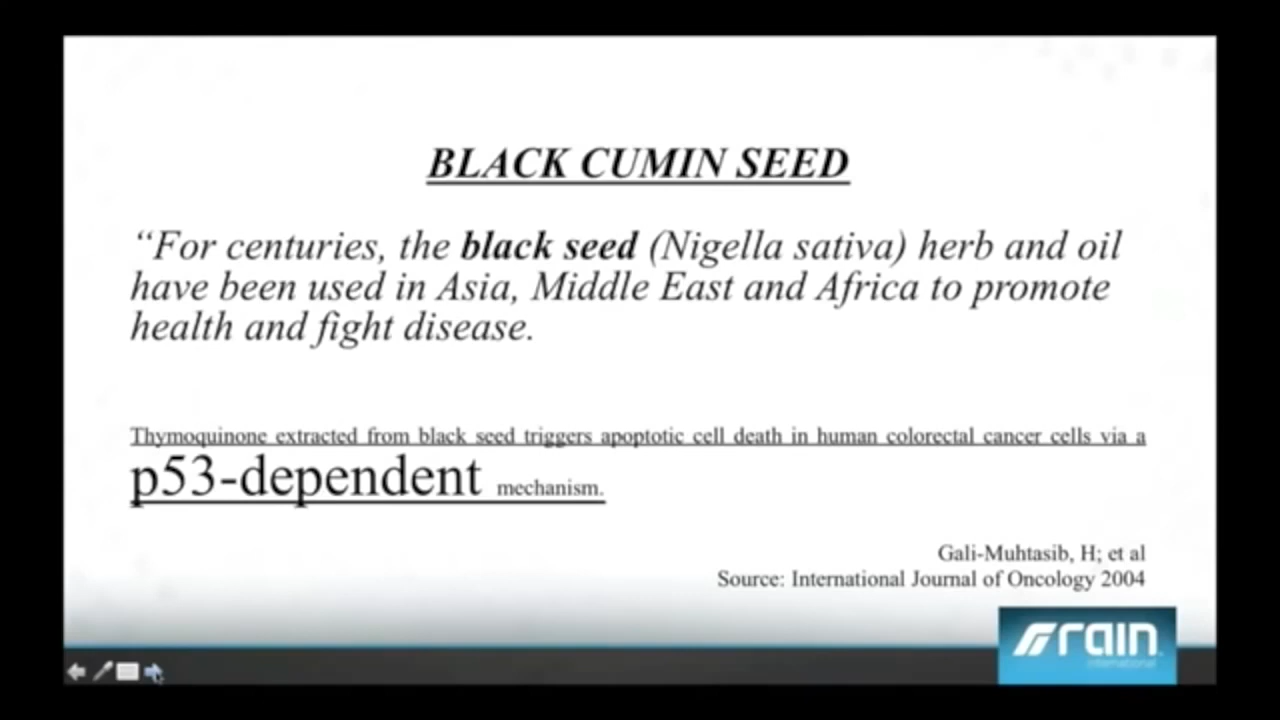 BLACK CUMIN SEED
“For centuries, the black seed (Nigella sativa) herb and oil
have been used in Asia, Middle East and Africa to promote
health and fight disease.
Thymoquinone extracted from black seed triggers apoptotic cell death in human colorectal cancer cells via a
p53-dependent mechanism.
Gali-Muhtasib, H; et al
Source: International Journal of Oncology 2004
rain
international